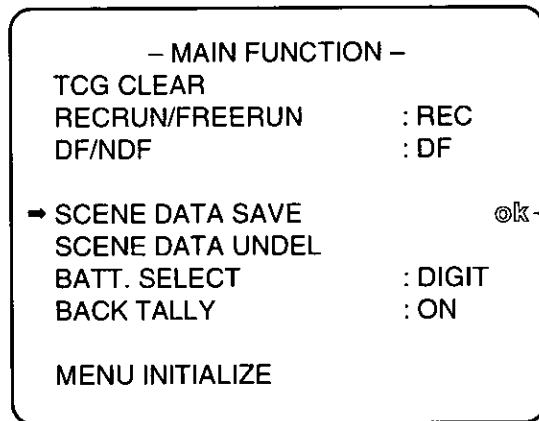 – MAIN FUNCTION –
TCG CLEAR
RECRUN/FREERUN : REC
DF/NDF : DF
➡ SCENE DATA SAVE ok
SCENE DATA UNDEL
BATT. SELECT : DIGIT
BACK TALLY : ON
MENU INITIALIZE